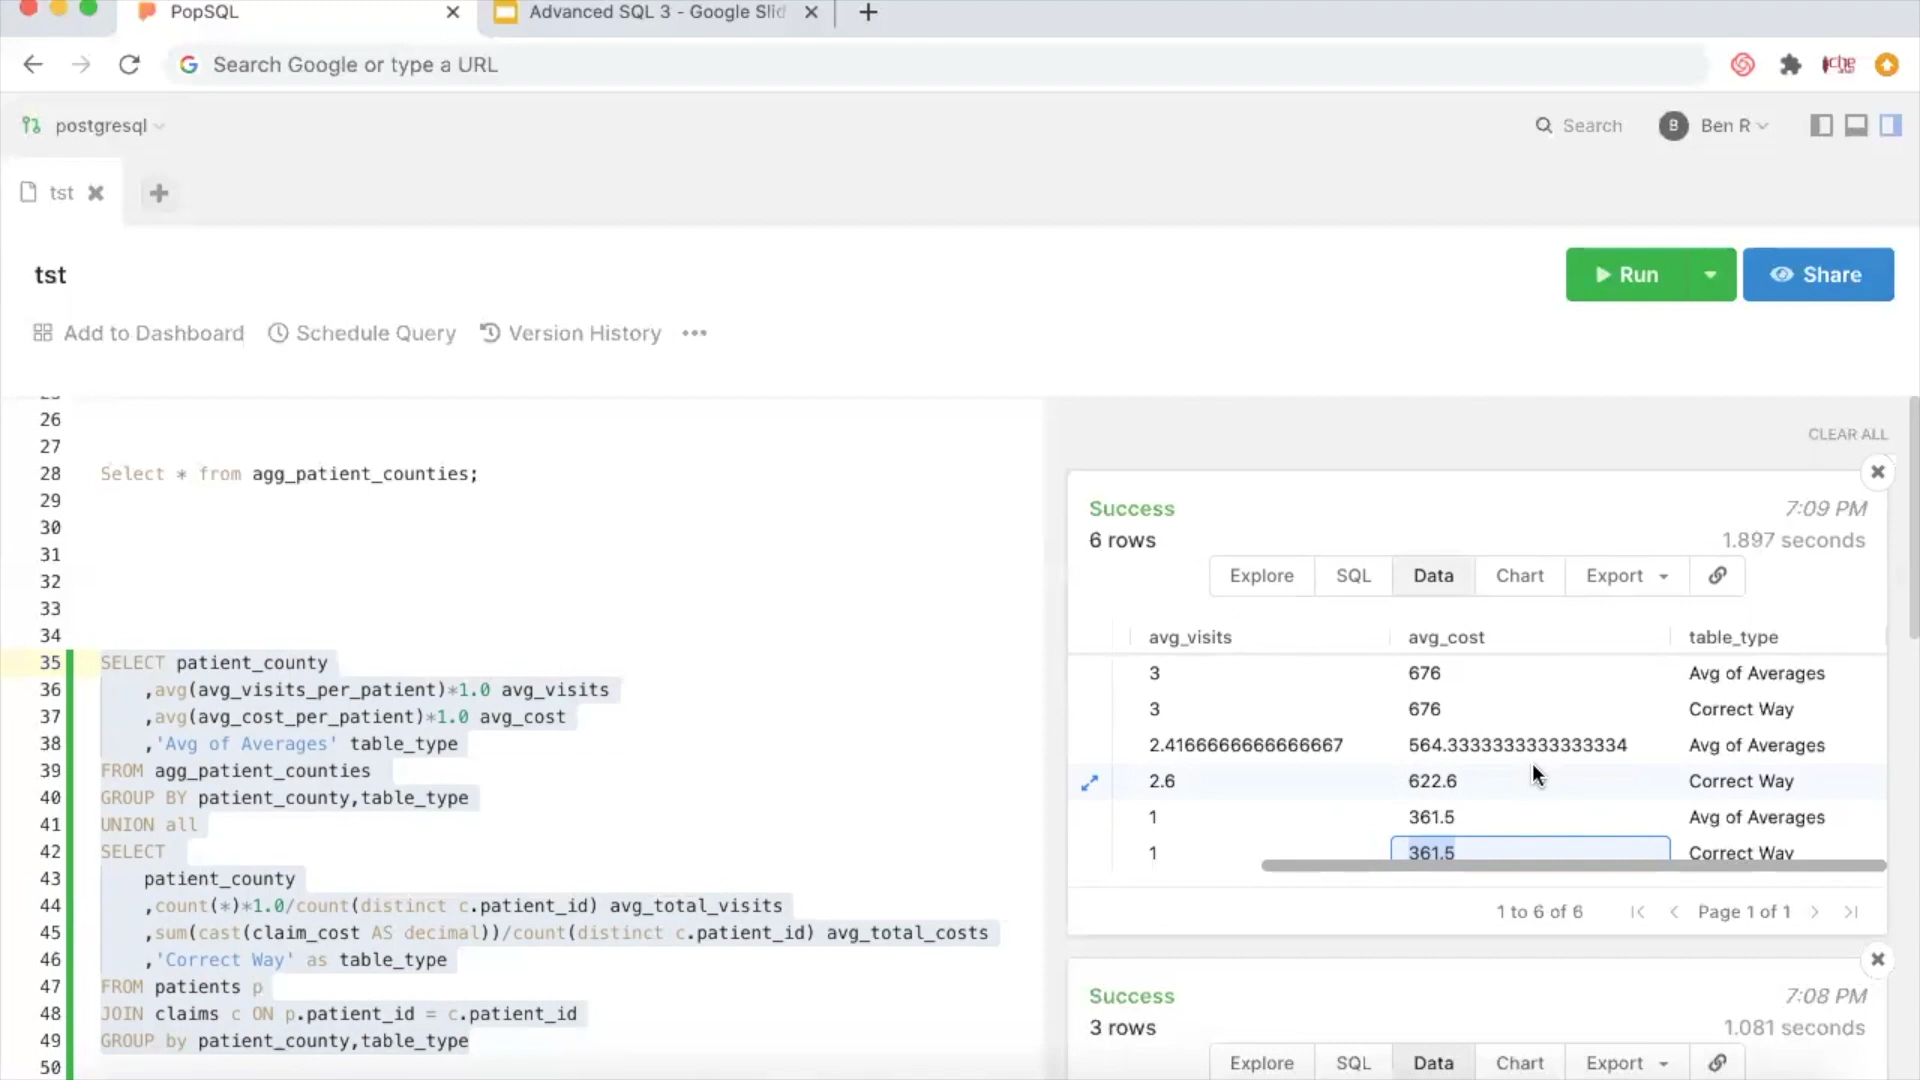 PopSQL
Advanced SQL 3 - Google Slid
Search Google or type a URL
postgresql
Search
B
Ben R
tst
tst
Run
Share
Add to Dashboard
Schedule Query
Version History
CLEAR ALL
26
27
28 Select * from agg_patient_counties;
29
30
31
32
33
34
35 SELECT patient_county
36 ,avg(avg_visits_per_patient)*1.0 avg_visits
37 ,avg(avg_cost_per_patient)*1.0 avg_cost
38 ,'Avg of Averages' table_type
39 FROM agg_patient_counties
40 GROUP BY patient_county,table_type
41 UNION all
42 SELECT
43 patient_county
44 ,count(*)*1.0/count(distinct c.patient_id) avg_total_visits
45 ,sum(cast(claim_cost AS decimal))/count(distinct c.patient_id) avg_total_costs
46 ,'Correct Way' as table_type
47 FROM patients p
48 JOIN claims c ON p.patient_id = c.patient_id
49 GROUP by patient_county,table_type
50
Success 7:09 PM
6 rows 1.897 seconds
Explore SQL Data Chart Export
avg_visits avg_cost table_type
3 676 Avg of Averages
3 676 Correct Way
2.4166666666666667 564.3333333333333334 Avg of Averages
2.6 622.6 Correct Way
1 361.5 Avg of Averages
1 361.5 Correct Way
1 to 6 of 6 Page 1 of 1
Success 7:08 PM
3 rows 1.081 seconds
Explore SQL Data Chart Export